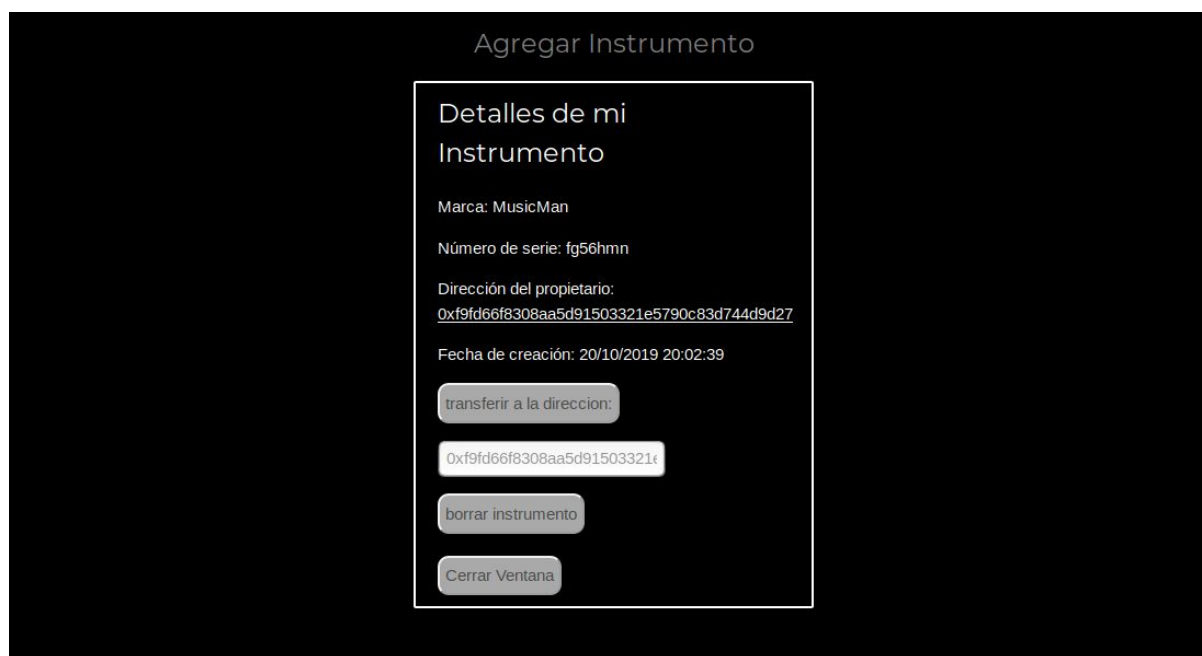 Agregar Instrumento
Detalles de mi
Instrumento
Marca: MusicMan
Número de serie: fg56hmn
Dirección del propietario:
0xf9fd66f8308aa5d91503321e5790c83d744d9d27
Fecha de creación: 20/10/2019 20:02:39
transferir a la direccion:
0xf9fd66f8308aa5d91503321e
borrar instrumento
Cerrar Ventana